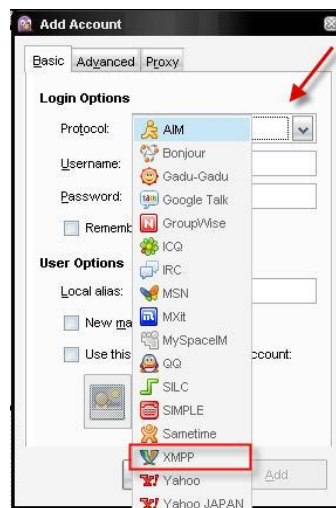 Add Account
Basic Advanced Proxy
Login Options
Protocol: AIM
Bonjour
Username:
Gadu-Gadu
Password:
Google Talk
Rememb
GroupWise
ICQ
User Options
IRC
Local alias:
MSN
New ma
MXit
MySpaceIM
Use this
ccount:
QQ
SILC
SIMPLE
Sametime
XMPP
Yahoo
Add
Yahoo JAPAN